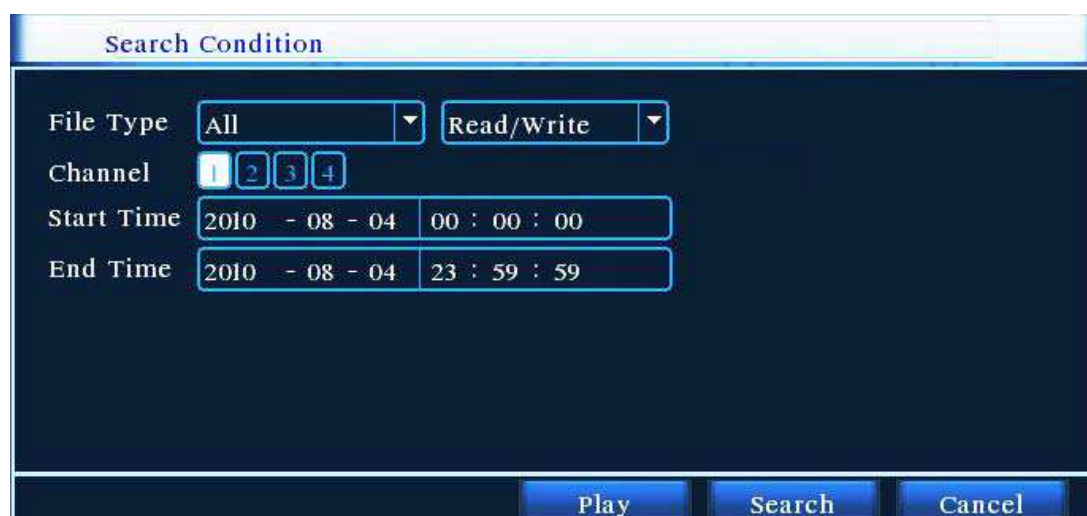 Search Condition
File Type All Read/Write
Channel 1 2 3 4
Start Time 2010 - 08 - 04 00 : 00 : 00
End Time 2010 - 08 - 04 23 : 59 : 59
Play Search Cancel